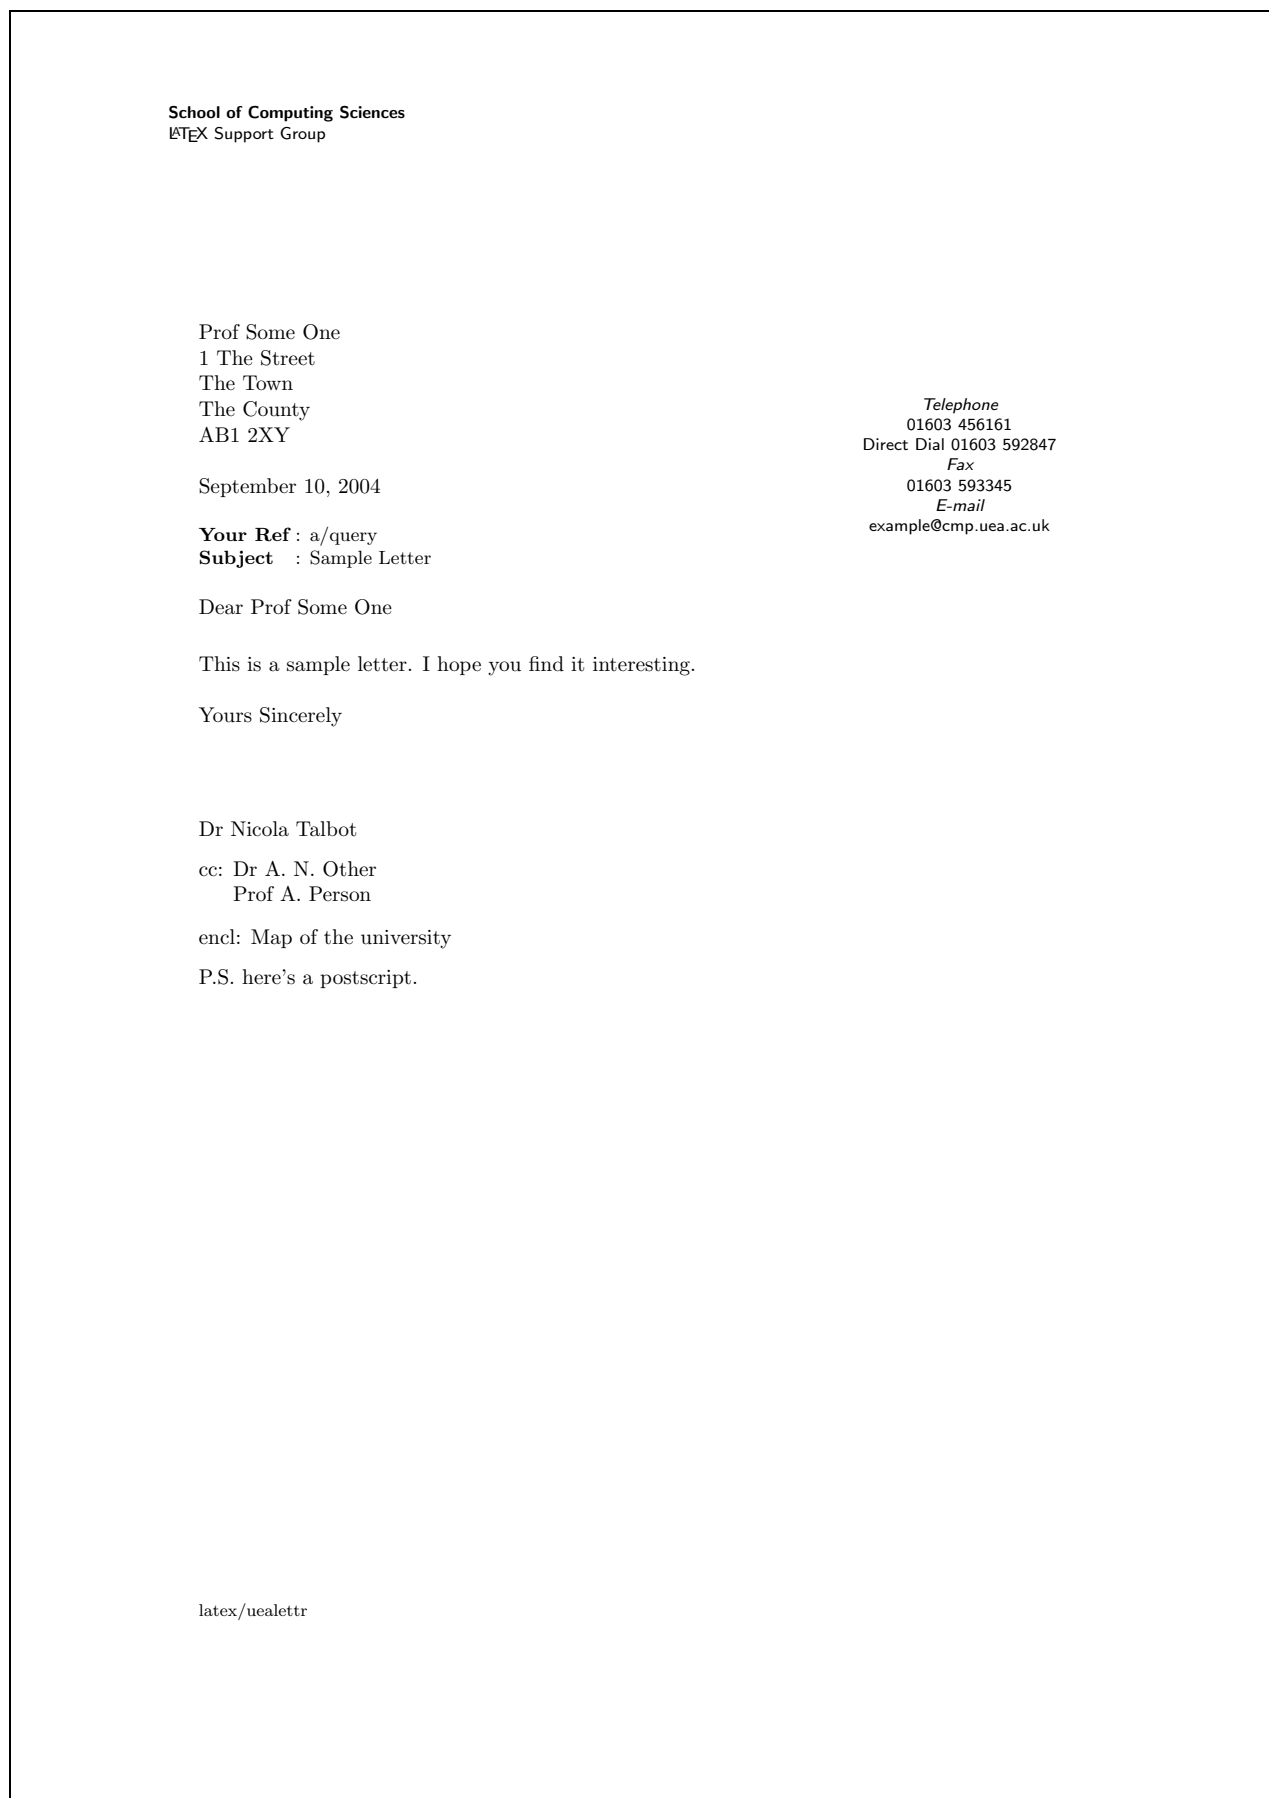 School of Computing Sciences
LATEX Support Group
Prof Some One
1 The Street
The Town
The County
AB1 2XY
Telephone
01603 456161
Direct Dial 01603 592847
Fax
01603 593345
E-mail
example@cmp.uea.ac.uk
September 10, 2004
Your Ref : a/query
Subject : Sample Letter
Dear Prof Some One
This is a sample letter. I hope you find it interesting.
Yours Sincerely
Dr Nicola Talbot
cc: Dr A. N. Other
Prof A. Person
encl: Map of the university
P.S. here's a postscript.
latex/uealettr